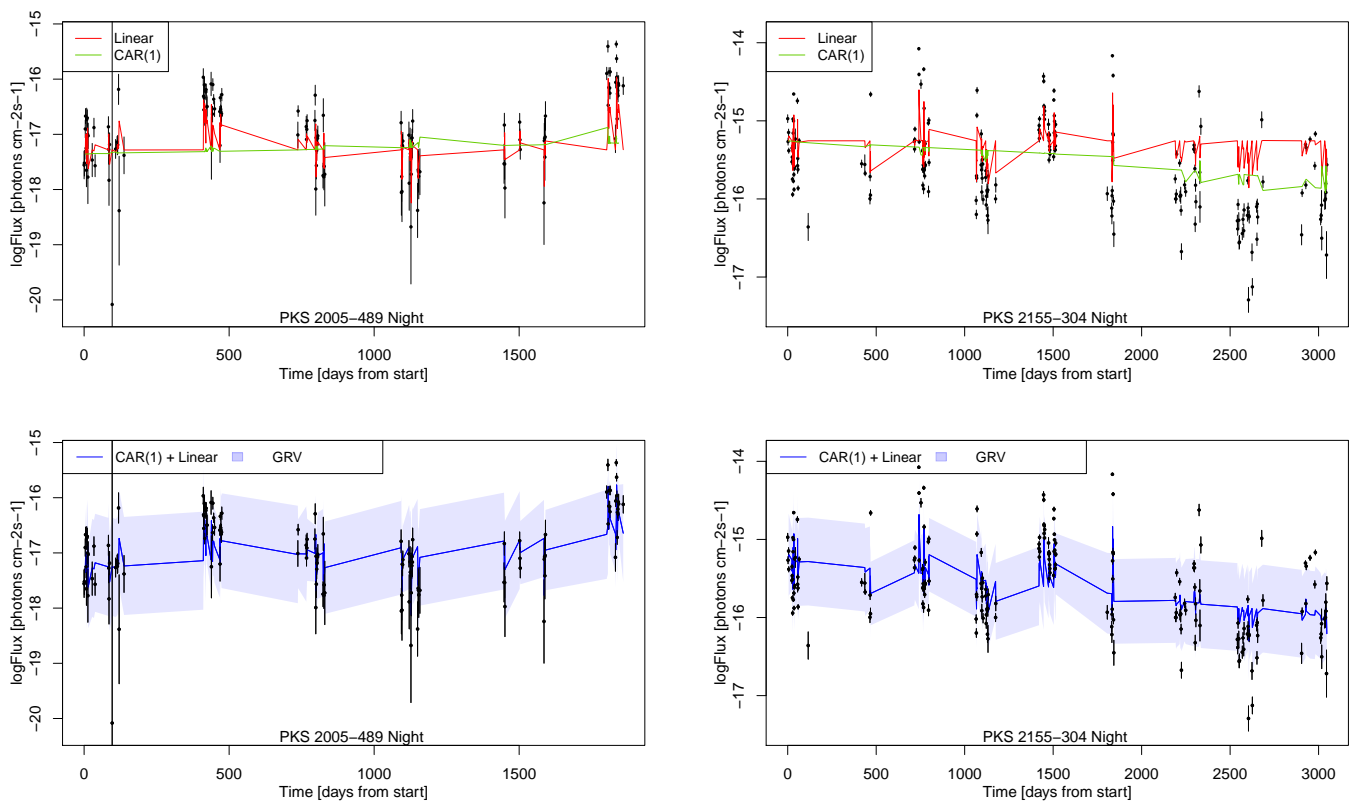 Linear
CAR(1)
−15
−16
−17
−18
−19
−20
logFlux [photons cm−2s−1]
PKS 2005−489 Night
0 500 1000 1500
Time [days from start]
Linear
CAR(1)
−14
−15
−16
−17
logFlux [photons cm−2s−1]
PKS 2155−304 Night
0 500 1000 1500 2000 2500 3000
Time [days from start]
CAR(1) + Linear GRV
−15
−16
−17
−18
−19
−20
logFlux [photons cm−2s−1]
PKS 2005−489 Night
0 500 1000 1500
Time [days from start]
CAR(1) + Linear GRV
−14
−15
−16
−17
logFlux [photons cm−2s−1]
PKS 2155−304 Night
0 500 1000 1500 2000 2500 3000
Time [days from start]